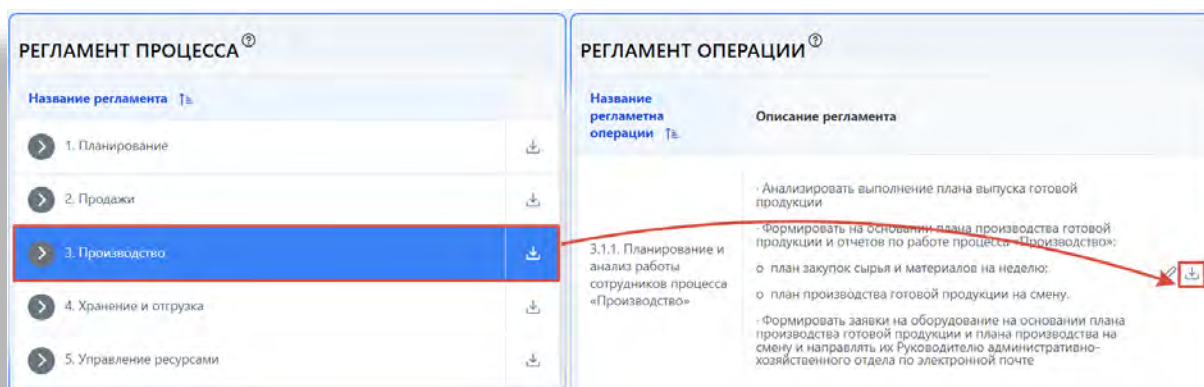 РЕГЛАМЕНТ ПРОЦЕССА?
Название регламента
1. Планирование
2. Продажи
3. Производство
4. Хранение и отгрузка
5. Управление ресурсами
РЕГЛАМЕНТ ОПЕРАЦИИ?
Название
регламетна
операции
Описание регламента
3.1.1. Планирование и
анализ работы
сотрудников процесса
«Производство»
· Анализировать выполнение плана выпуска готовой
продукции
· Формировать на основании плана производства готовой
продукции и отчетов по работе процесса «Производство»:
o план закупок сырья и материалов на неделю;
o план производства готовой продукции на смену.
· Формировать заявки на оборудование на основании плана
производства готовой продукции и плана производства на
смену и направлять их Руководителю административно-
хозяйственного отдела по электронной почте